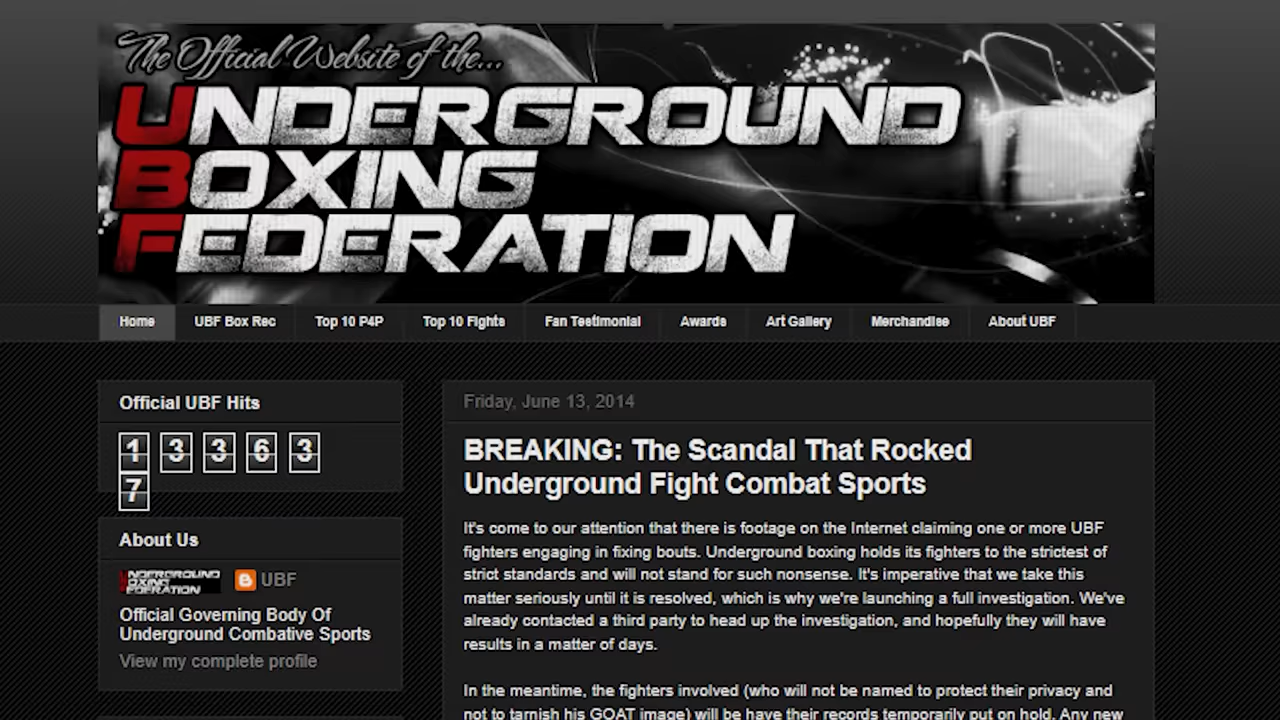 The Official Website of the...
UNDERGROUND
BOXING
FEDERATION
Home UBF Box Rec Top 10 P4P Top 10 Fights Fan Testimonial Awards Art Gallery Merchandise About UBF
Official UBF Hits
1 3 3 6 3
7
About Us
UNDERGROUND
BOXING
FEDERATION
UBF
Official Governing Body Of
Underground Combative Sports
View my complete profile
Friday, June 13, 2014
BREAKING: The Scandal That Rocked
Underground Fight Combat Sports
It's come to our attention that there is footage on the Internet claiming one or more UBF
fighters engaging in fixing bouts. Underground boxing holds its fighters to the strictest of
strict standards and will not stand for such nonsense. It's imperative that we take this
matter seriously until it is resolved, which is why we're launching a full investigation. We've
already contacted a third party to head up the investigation, and hopefully they will have
results in a matter of days.
In the meantime, the fighters involved (who will not be named to protect their privacy and
not to tarnish his GOAT image) will be have their records temporarily put on hold. Any new